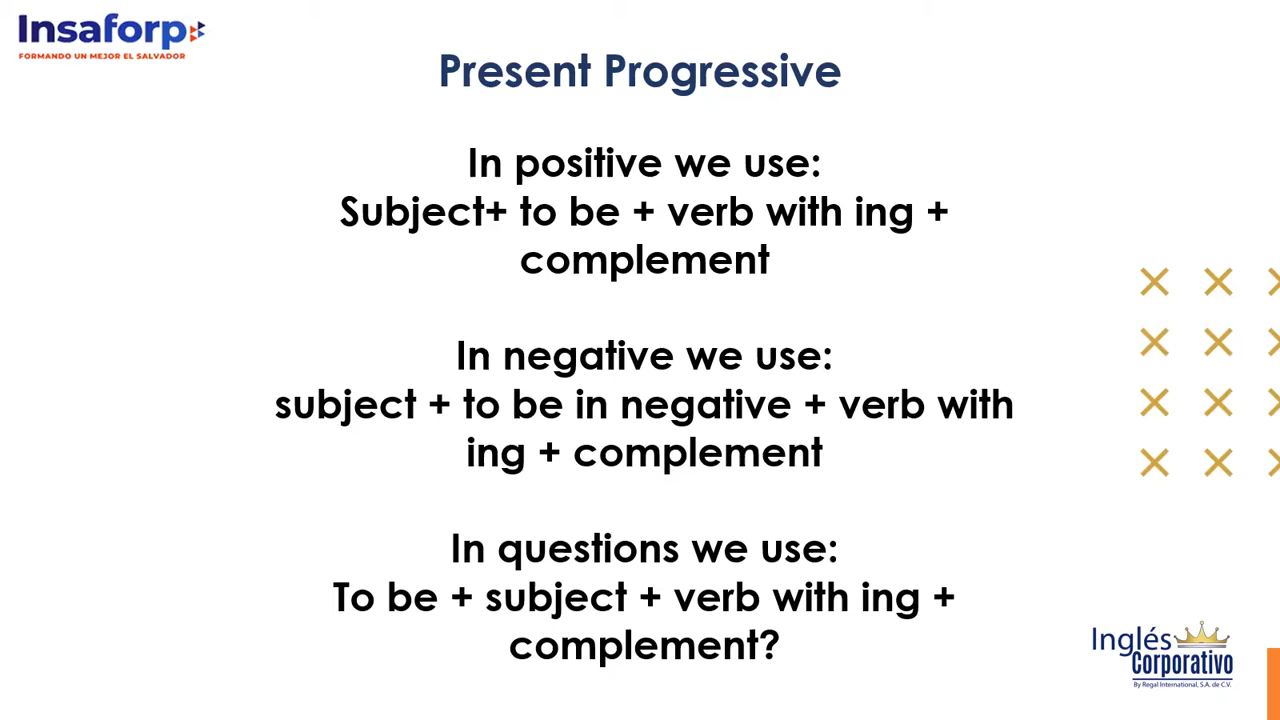 Insaforp
FORMANDO UN MEJOR EL SALVADOR
Present Progressive
In positive we use:
Subject+ to be + verb with ing +
complement
In negative we use:
subject + to be in negative + verb with
ing + complement
In questions we use:
To be + subject + verb with ing +
complement?
Inglés
Corporativo
By Regal International, S.A. de C.V.